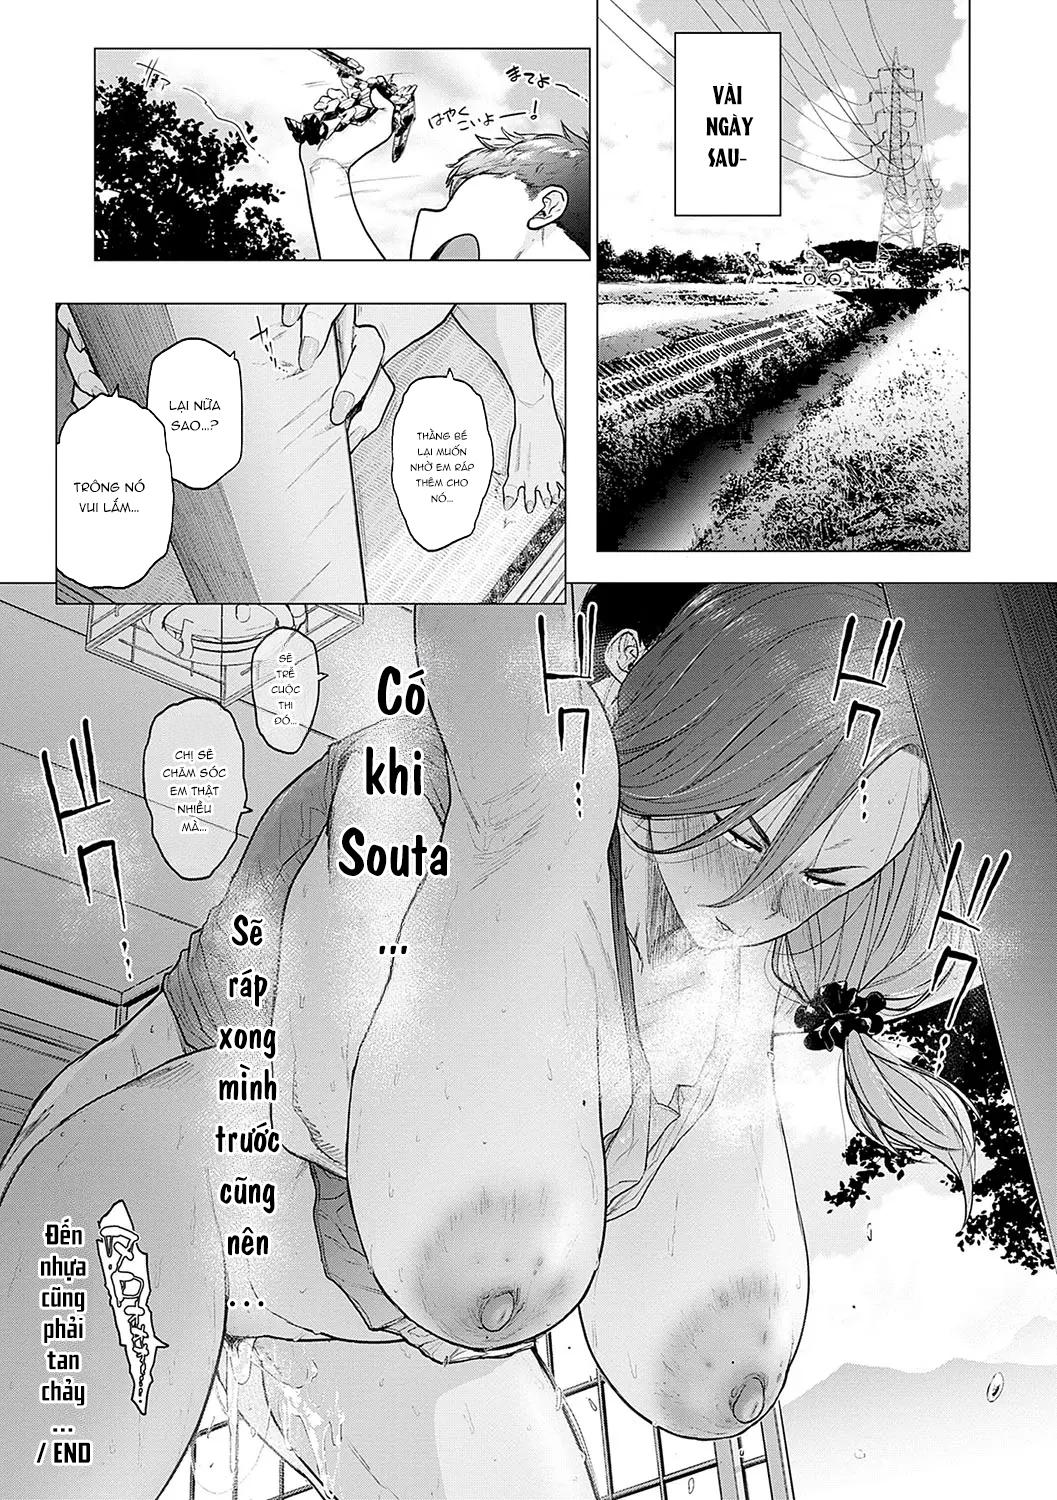 VÀI
NGÀY
SAU-
まてよー
はやく
こいよー!
THẰNG BÉ
LẠI MUỐN
NHỜ EM RÁP
THÊM CHO
NÓ...
LẠI NỮA
SAO...?
TRÔNG NÓ
VUI LẮM...
SẼ
TRỄ
CUỘC
THI
ĐÓ...
CHỊ SẼ
CHĂM SÓC
EM THẬT
NHIỀU
MÀ...
Có
khi
Souta
...
Sẽ
ráp
xong
mình
trước
cũng
nên
...
Đến
nhựa
cũng
phải
tan
chảy
...
/ END